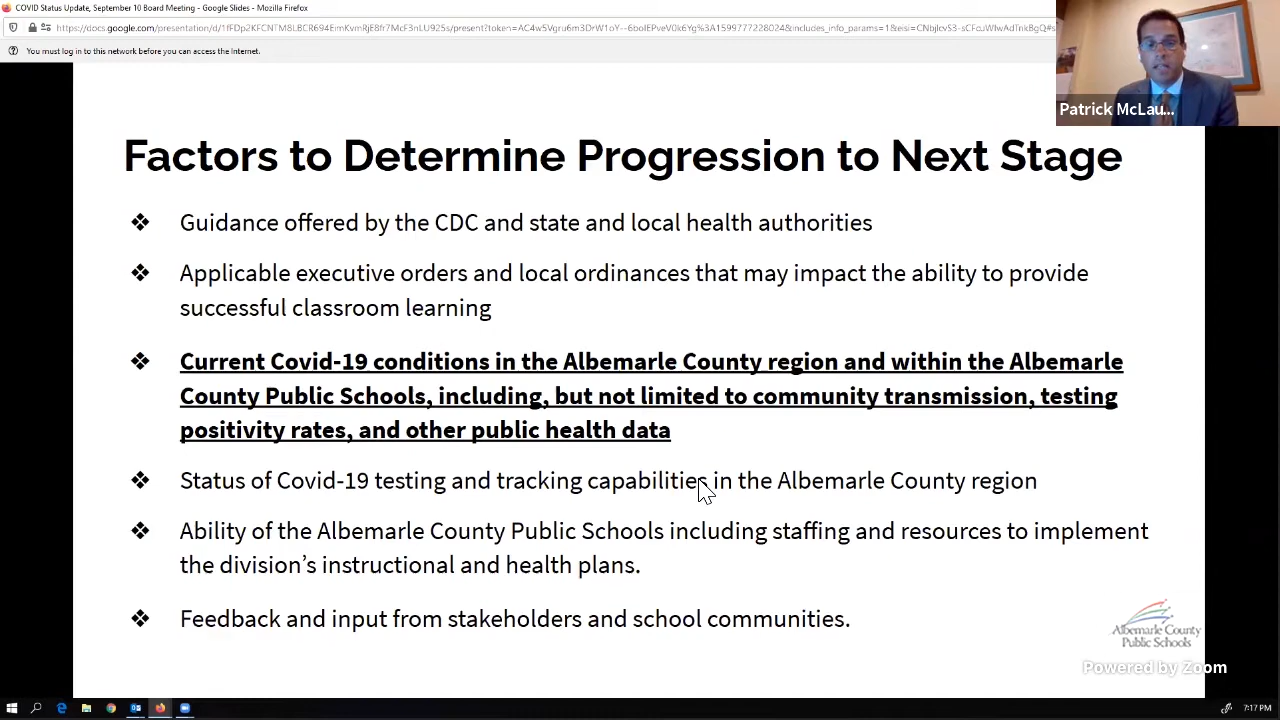 COVID Status Update, September 10 Board Meeting - Google Slides - Mozilla Firefox
You must log in to this network before you can access the Internet.
Patrick McLau...
Factors to Determine Progression to Next Stage
❖ Guidance offered by the CDC and state and local health authorities
❖ Applicable executive orders and local ordinances that may impact the ability to provide
successful classroom learning
❖ Current Covid-19 conditions in the Albemarle County region and within the Albemarle
County Public Schools, including, but not limited to community transmission, testing
positivity rates, and other public health data
❖ Status of Covid-19 testing and tracking capabilities in the Albemarle County region
❖ Ability of the Albemarle County Public Schools including staffing and resources to implement
the division's instructional and health plans.
❖ Feedback and input from stakeholders and school communities.
Albemarle County
Public Schools
Powered by Zoom
7:17 PM